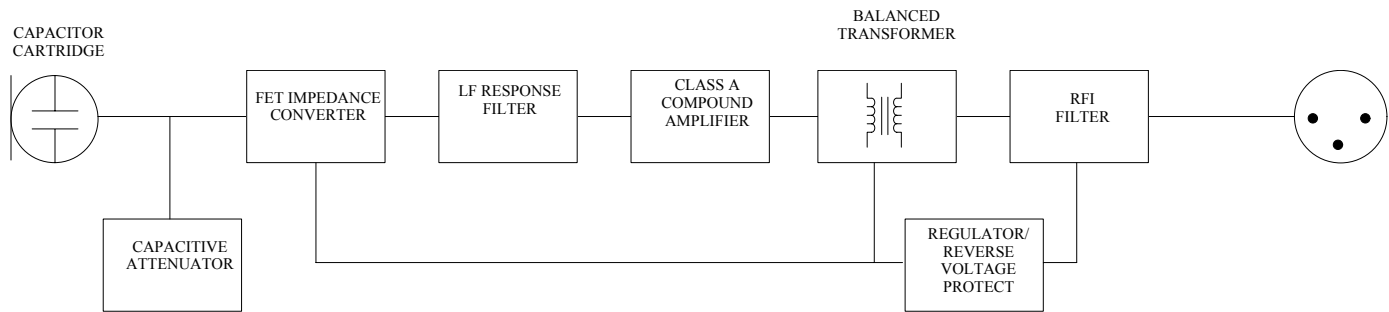 CAPACITOR
CARTRIDGE
BALANCED
TRANSFORMER
FET IMPEDANCE
CONVERTER
LF RESPONSE
FILTER
CLASS A
COMPOUND
AMPLIFIER
RFI
FILTER
CAPACITIVE
ATTENUATOR
REGULATOR/
REVERSE
VOLTAGE
PROTECT